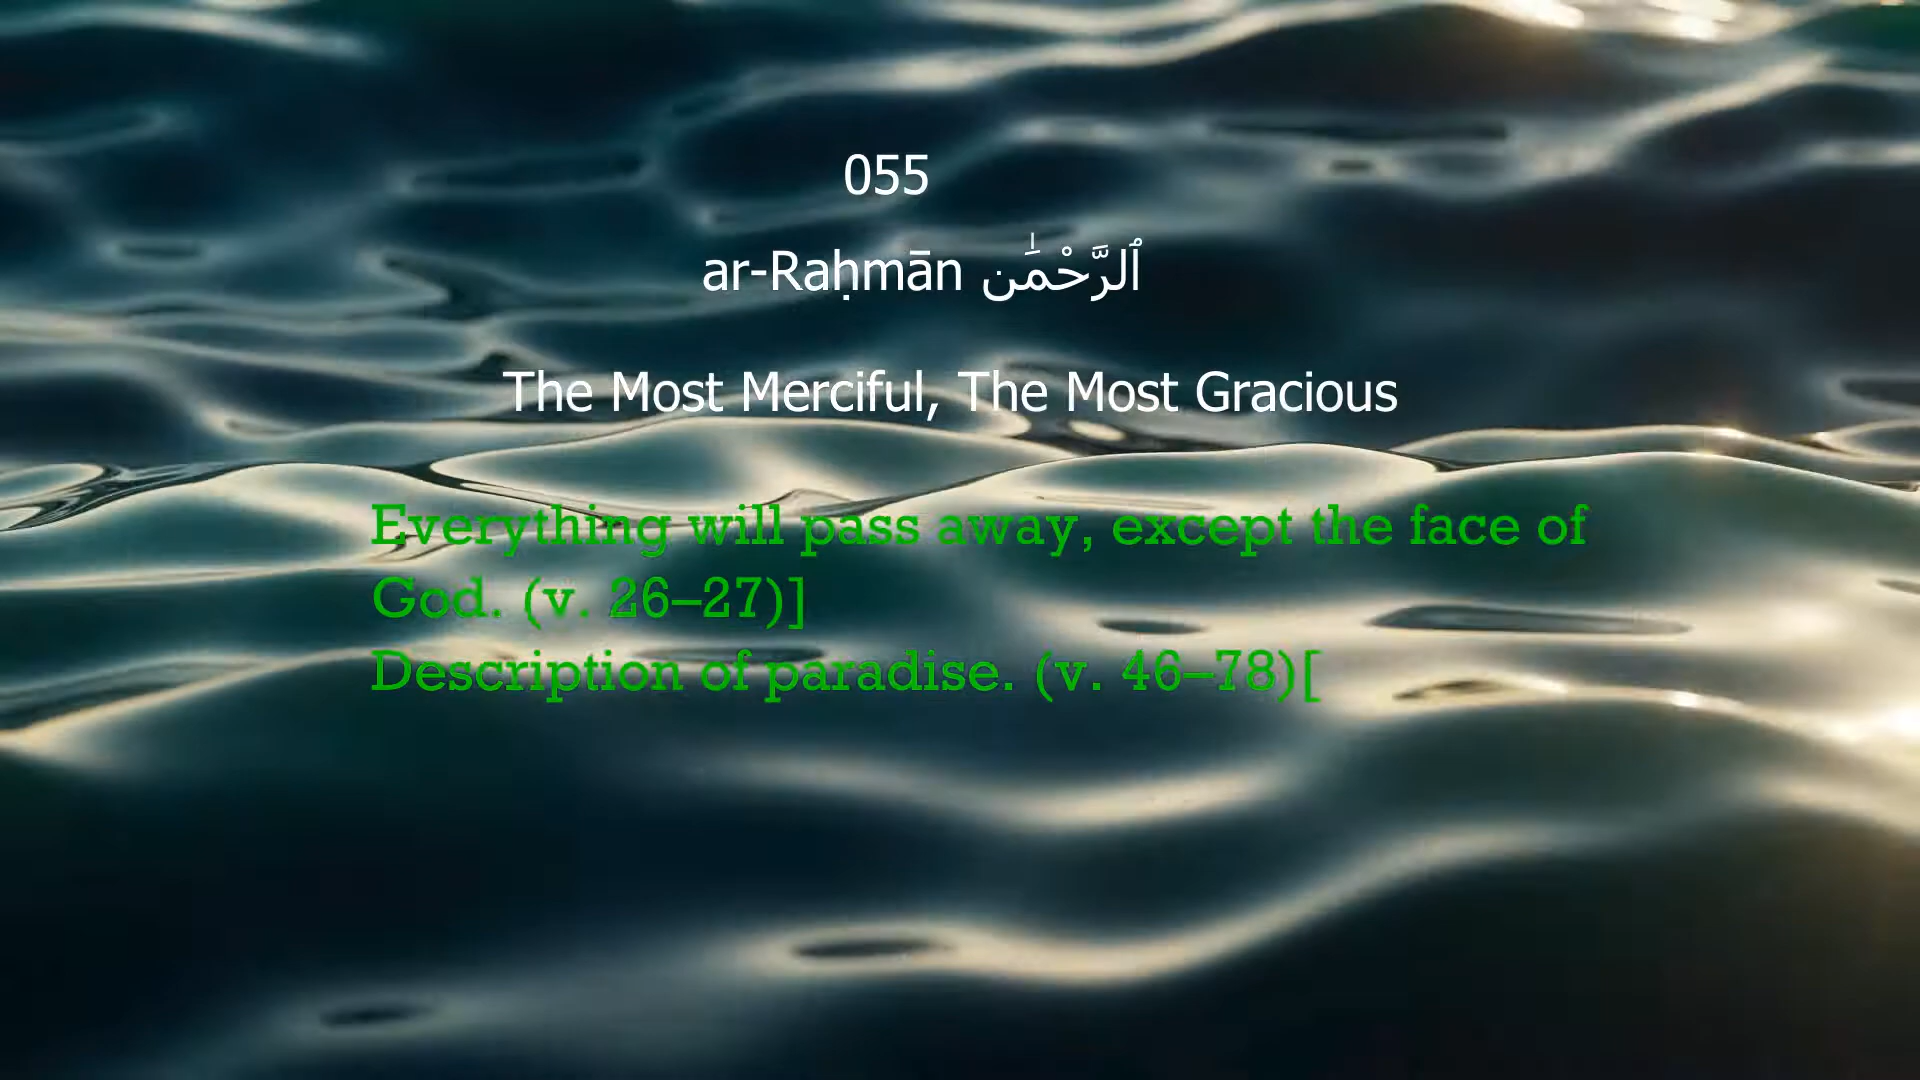 055
ar-Raḥmān ٱلرَّحْمَٰن
The Most Merciful, The Most Gracious
Everything will pass away, except the face of
God. (v. 26–27)]
Description of paradise. (v. 46–78)[